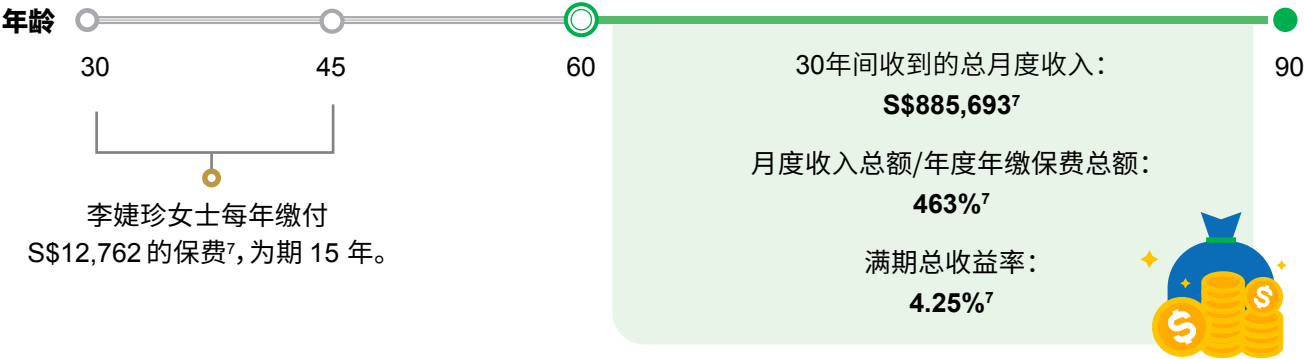 年龄
30
45
60
90
李婕珍女士每年缴付
S$12,762 的保费⁷，为期 15 年。
30年间收到的总月度收入：
S$885,693⁷
月度收入总额/年度年缴保费总额：
463%⁷
满期总收益率：
4.25%⁷
$
$